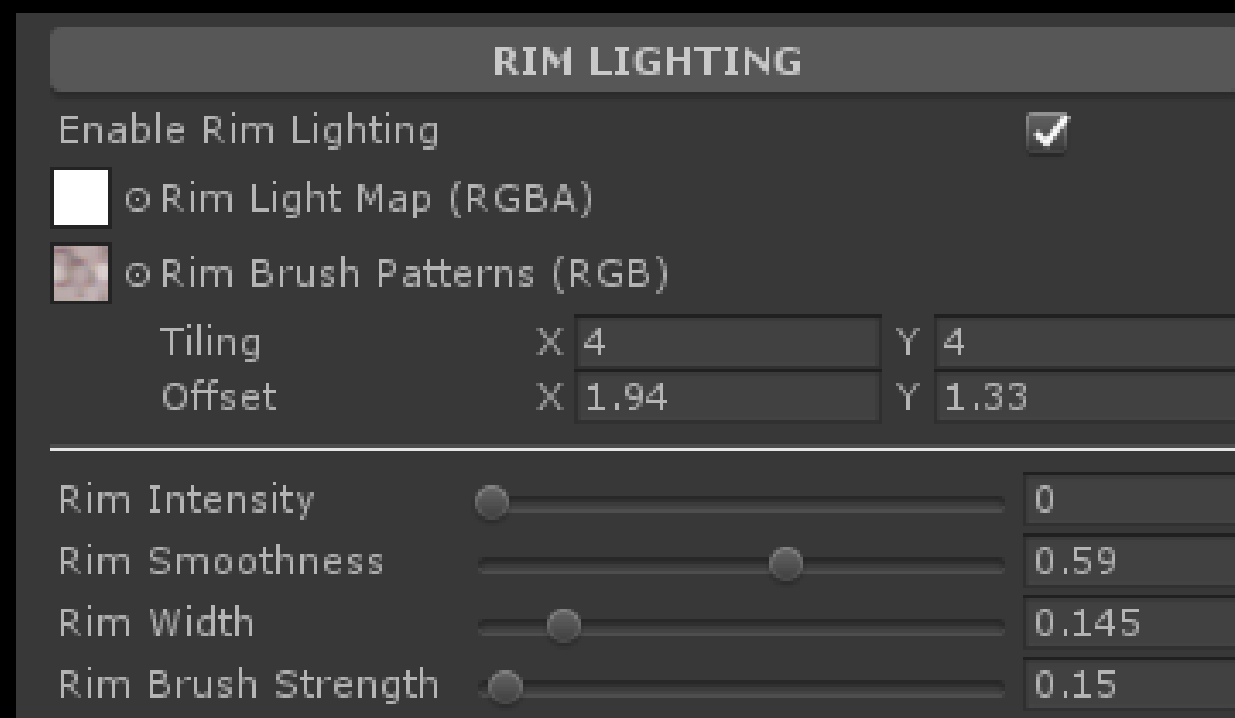 RIM LIGHTING
Enable Rim Lighting
Rim Light Map (RGBA)
Rim Brush Patterns (RGB)
Tiling X 4 Y 4
Offset X 1.94 Y 1.33
Rim Intensity 0
Rim Smoothness 0.59
Rim Width 0.145
Rim Brush Strength 0.15